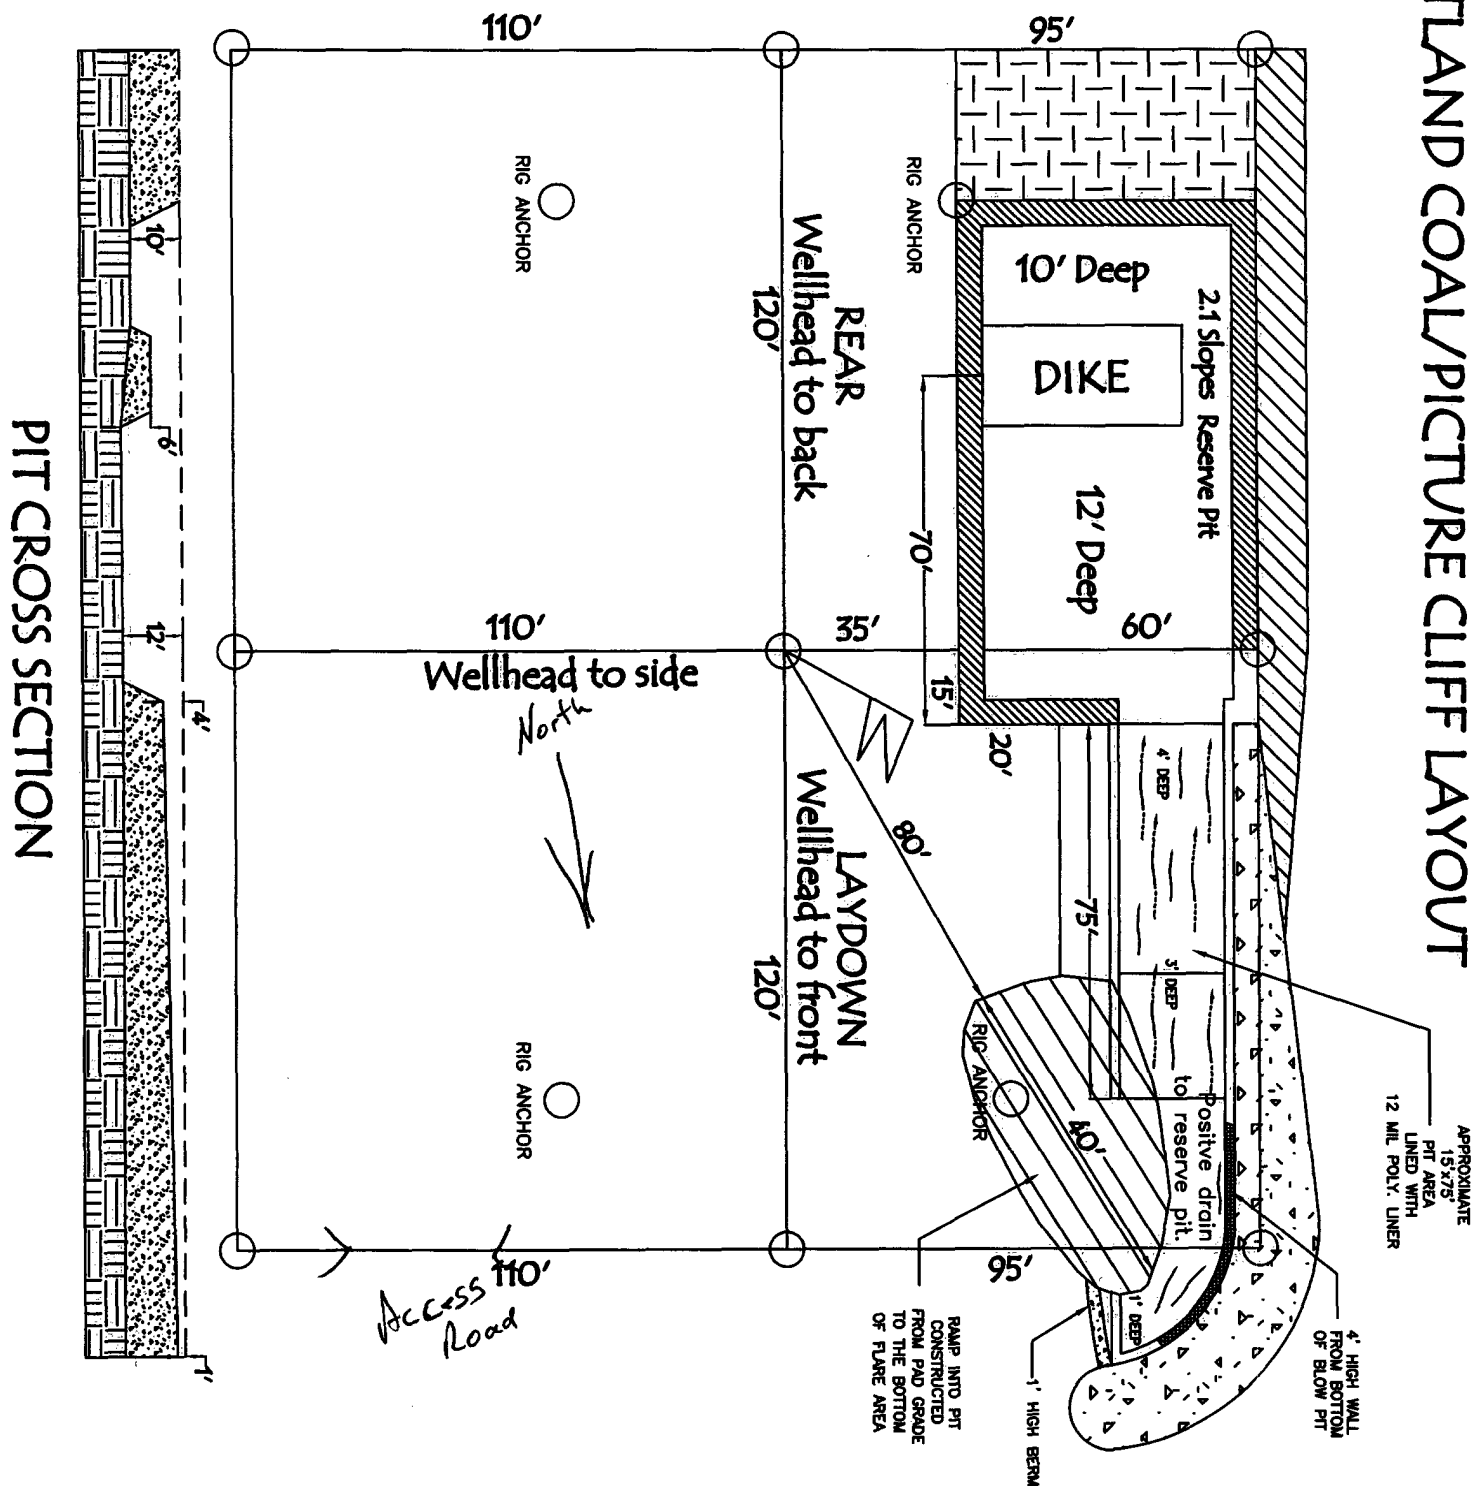 TLAND COAL/PICTURE CLIFF LAYOUT
110'
95'
RIG ANCHOR
RIG ANCHOR
REAR
Wellhead to back
120'
10' Deep
DIKE
2.1 Slopes Reserve Pit
12' Deep
70'
15'
20'
110'
Wellhead to side
35'
60'
North
LAYDOWN
Wellhead to front
120'
80'
40'
75'
4' DEEP
3' DEEP
1' DEEP
Positve drain
to reserve pit.
RIG ANCHOR
RIG ANCHOR
110'
95'
Access
Road
APPROXIMATE
15'x75'
PIT AREA
LINED WITH
12 MIL POLY. LINER
4' HIGH WALL
FROM BOTTOM
OF BLOW PIT
1' HIGH BERM
RAMP INTO PIT
CONSTRUCTED
FROM PAD GRADE
TO THE BOTTOM
OF FLARE AREA
10'
6'
12'
4'
1'
PIT CROSS SECTION